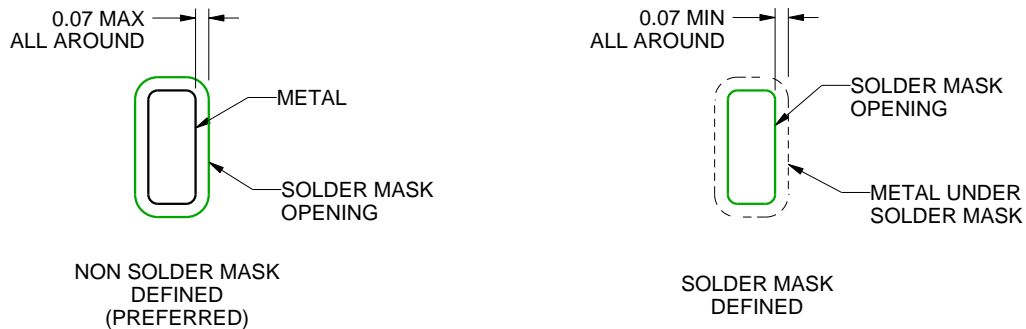 0.07 MAX
ALL AROUND
METAL
SOLDER MASK
OPENING
NON SOLDER MASK
DEFINED
(PREFERRED)
0.07 MIN
ALL AROUND
SOLDER MASK
OPENING
METAL UNDER
SOLDER MASK
SOLDER MASK
DEFINED